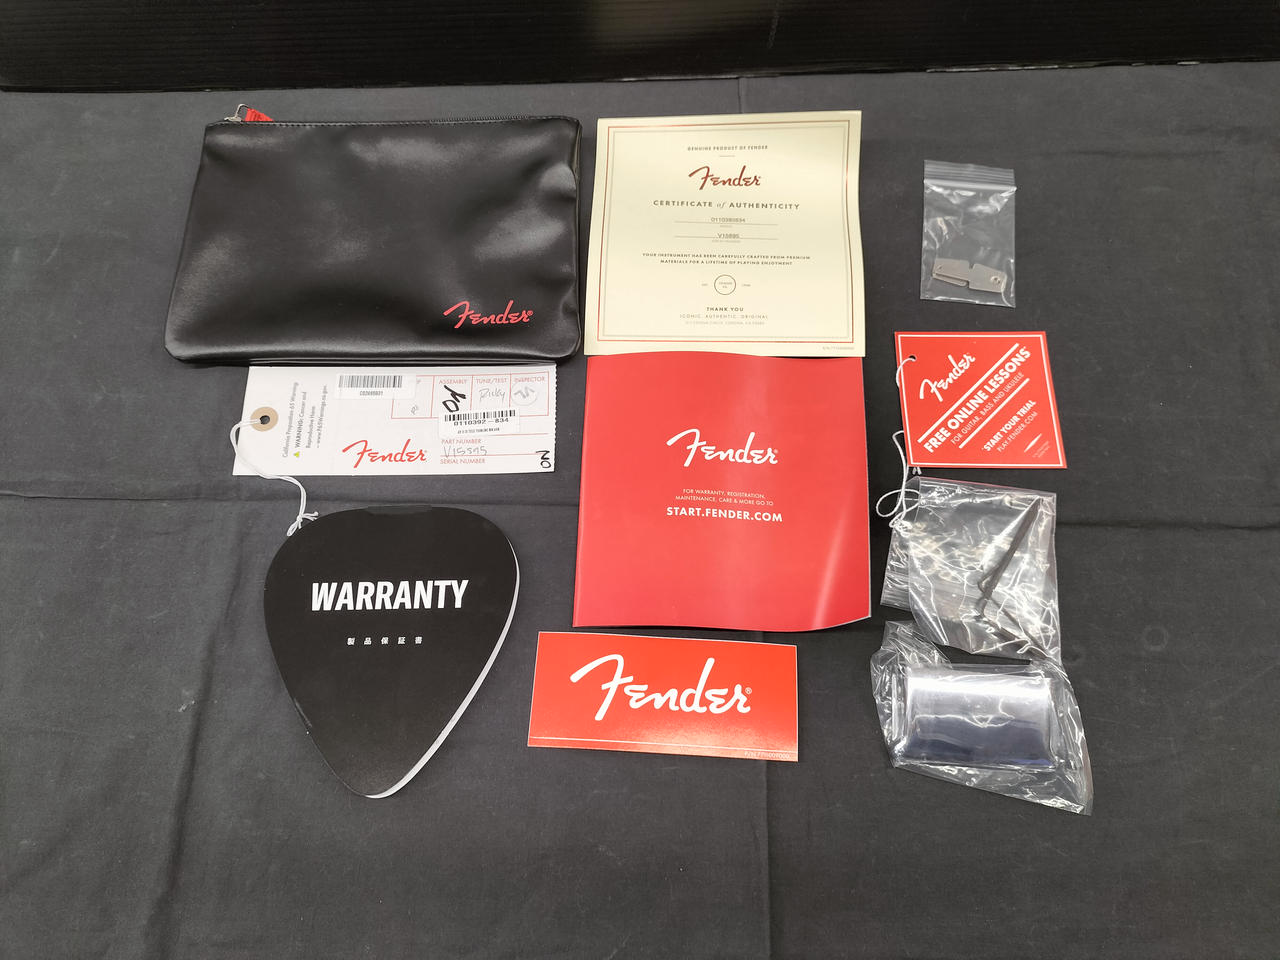 Fender®
GENUINE PRODUCT OF FENDER
Fender
CERTIFICATE of AUTHENTICITY
V15595
YOUR INSTRUMENT HAS BEEN CAREFULLY CRAFTED FROM PREMIUM
MATERIALS FOR A LIFETIME OF PLAYING ENJOYMENT
THANK YOU
ICONIC. AUTHENTIC. ORIGINAL
California Proposition 65 Warning:
WARNING: Cancer and
Reproductive Harm
www.P65Warnings.ca.gov
ASSEMBLY
TUNE/TEST
INSPECTOR
Ricky
0110392-834
Fender
PART NUMBER
V15595
SERIAL NUMBER
Fender
FOR WARRANTY, REGISTRATION,
MAINTENANCE, CARE & MORE GO TO
START.FENDER.COM
Fender
FREE ONLINE LESSONS*
FOR GUITAR, BASS AND UKULELE
*START YOUR TRIAL
PLAY.FENDER.COM
WARRANTY
製品保証書
Fender®